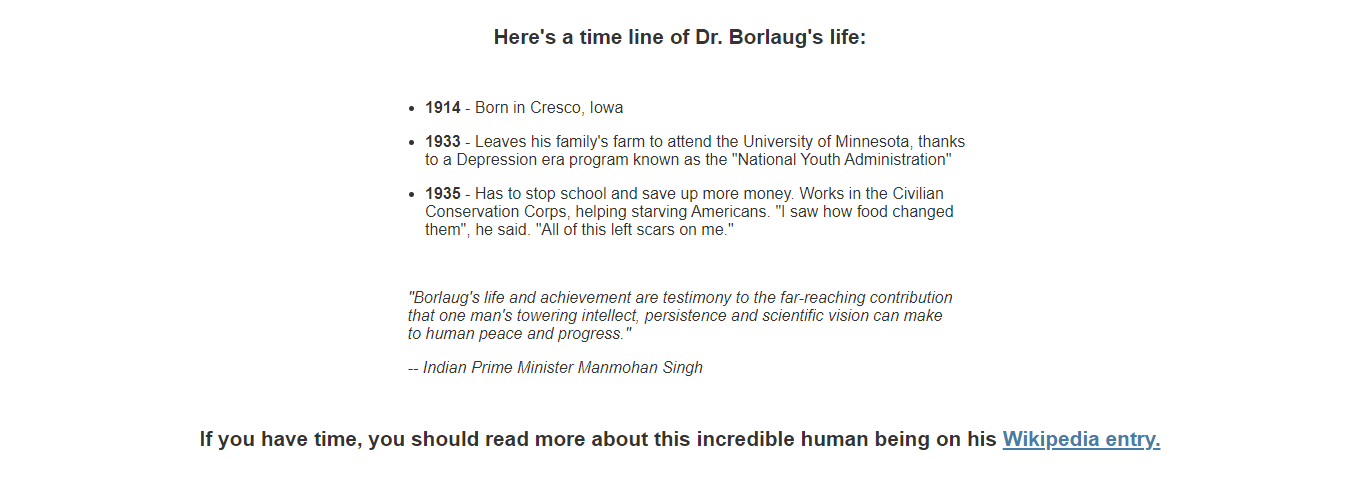 Here's a time line of Dr. Borlaug's life:
• 1914 - Born in Cresco, Iowa
• 1933 - Leaves his family's farm to attend the University of Minnesota, thanks
to a Depression era program known as the "National Youth Administration"
• 1935 - Has to stop school and save up more money. Works in the Civilian
Conservation Corps, helping starving Americans. "I saw how food changed
them", he said. "All of this left scars on me."
"Borlaug's life and achievement are testimony to the far-reaching contribution
that one man's towering intellect, persistence and scientific vision can make
to human peace and progress."
-- Indian Prime Minister Manmohan Singh
If you have time, you should read more about this incredible human being on his Wikipedia entry.